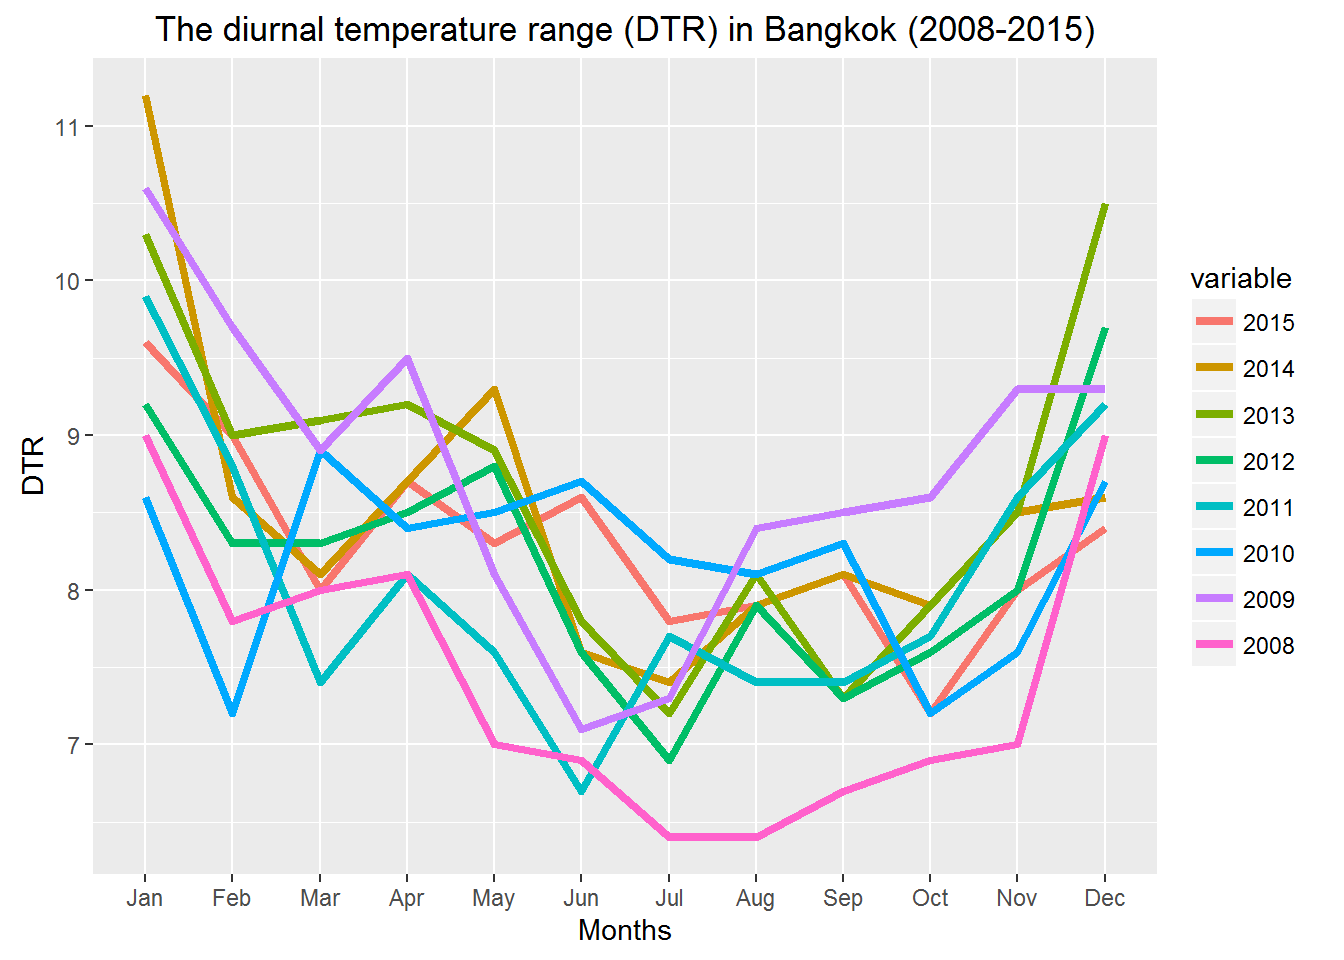 The diurnal temperature range (DTR) in Bangkok (2008-2015)
11
10
9
8
7
DTR
Jan Feb Mar Apr May Jun Jul Aug Sep Oct Nov Dec
Months
variable
2015
2014
2013
2012
2011
2010
2009
2008